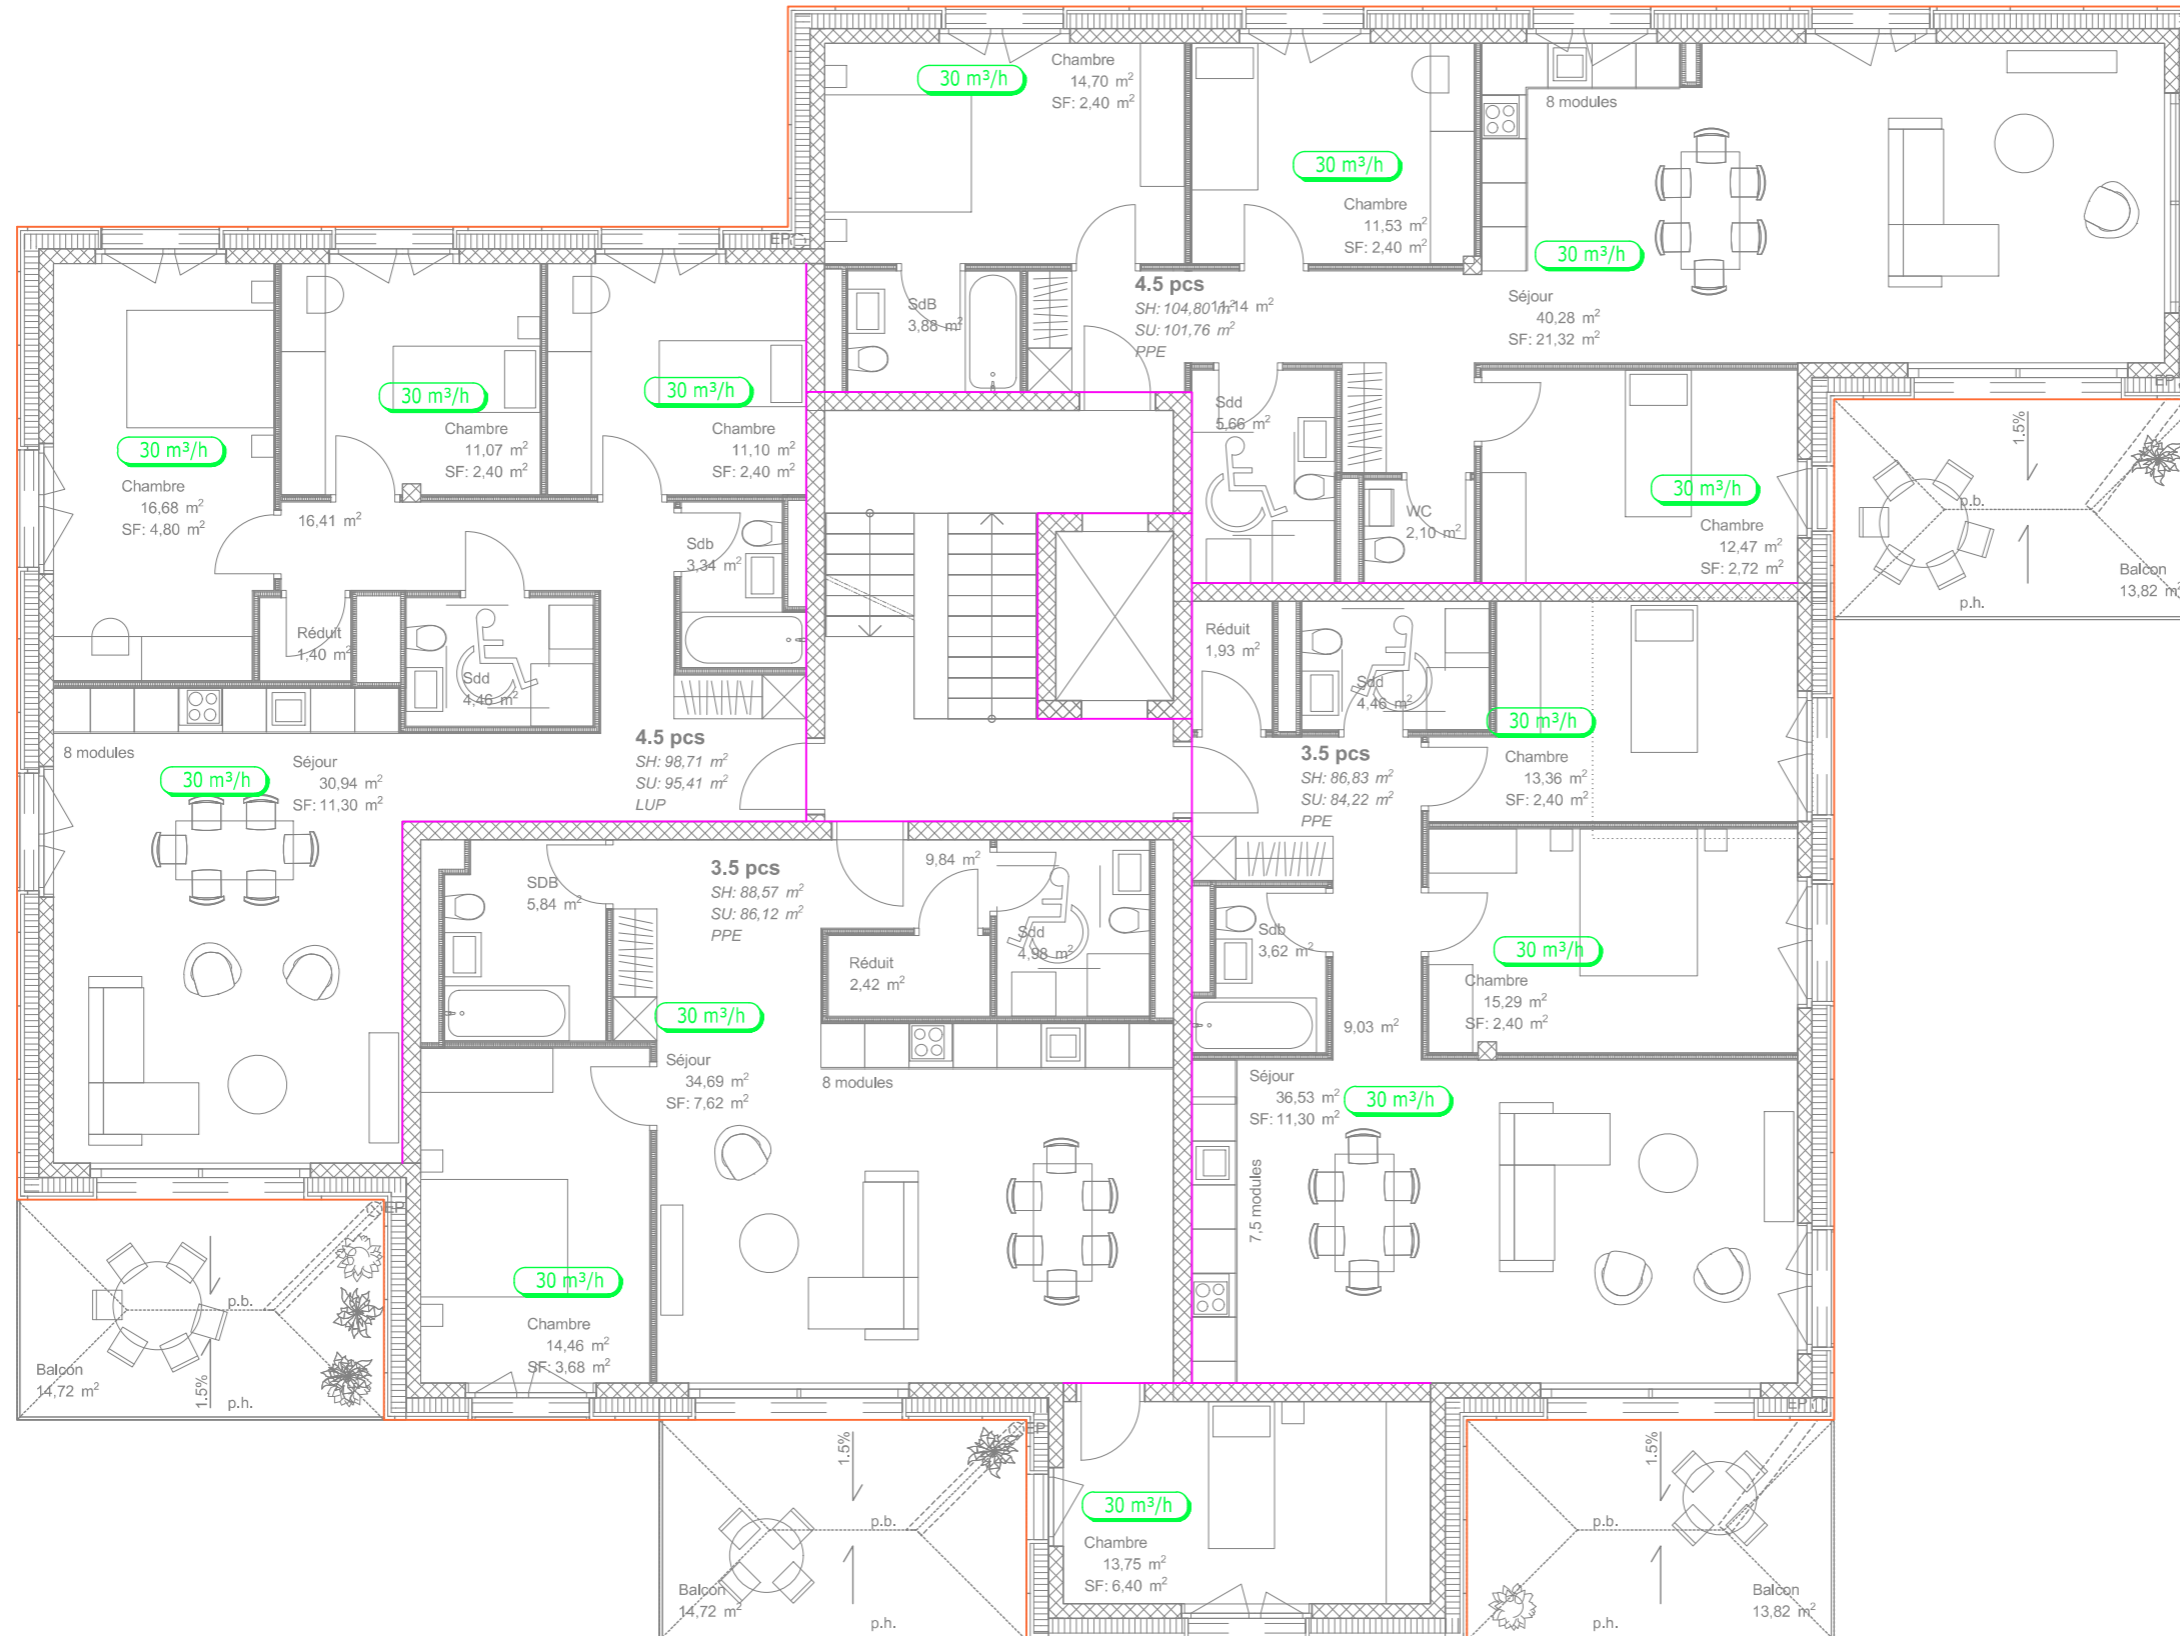 Chambre
14,70 m²
SF: 2,40 m²
30 m³/h
8 modules
30 m³/h
Chambre
11,53 m²
SF: 2,40 m²
30 m³/h
EP
SdB
3,88 m²
4.5 pcs
SH: 104,80 m²
11,14 m²
SU: 101,76 m²
PPE
Séjour
40,28 m²
SF: 21,32 m²
EP
30 m³/h
30 m³/h
30 m³/h
Chambre
16,68 m²
SF: 4,80 m²
Chambre
11,07 m²
SF: 2,40 m²
Chambre
11,10 m²
SF: 2,40 m²
16,41 m²
Sdd
5,66 m²
WC
2,10 m²
30 m³/h
Chambre
12,47 m²
SF: 2,72 m²
1.5%
p.b.
p.h.
Balcon
13,82 m²
Sdb
3,34 m²
Réduit
1,40 m²
Sdd
4,46 m²
Réduit
1,93 m²
Sdd
4,46 m²
30 m³/h
Chambre
13,36 m²
SF: 2,40 m²
8 modules
30 m³/h
Séjour
30,94 m²
SF: 11,30 m²
4.5 pcs
SH: 98,71 m²
SU: 95,41 m²
LUP
3.5 pcs
SH: 86,83 m²
SU: 84,22 m²
PPE
SDB
5,84 m²
3.5 pcs
SH: 88,57 m²
SU: 86,12 m²
PPE
9,84 m²
Réduit
2,42 m²
Sdd
4,98 m²
Sdb
3,62 m²
30 m³/h
Chambre
15,29 m²
SF: 2,40 m²
9,03 m²
30 m³/h
Séjour
34,69 m²
SF: 7,62 m²
8 modules
Séjour
36,53 m²
SF: 11,30 m²
30 m³/h
7,5 modules
30 m³/h
Chambre
14,46 m²
SF: 3,68 m²
EP
p.b.
1.5%
p.h.
Balcon
14,72 m²
EP
1.5%
p.b.
p.h.
Balcon
14,72 m²
30 m³/h
Chambre
13,75 m²
SF: 6,40 m²
EP
1.5%
p.b.
p.h.
Balcon
13,82 m²